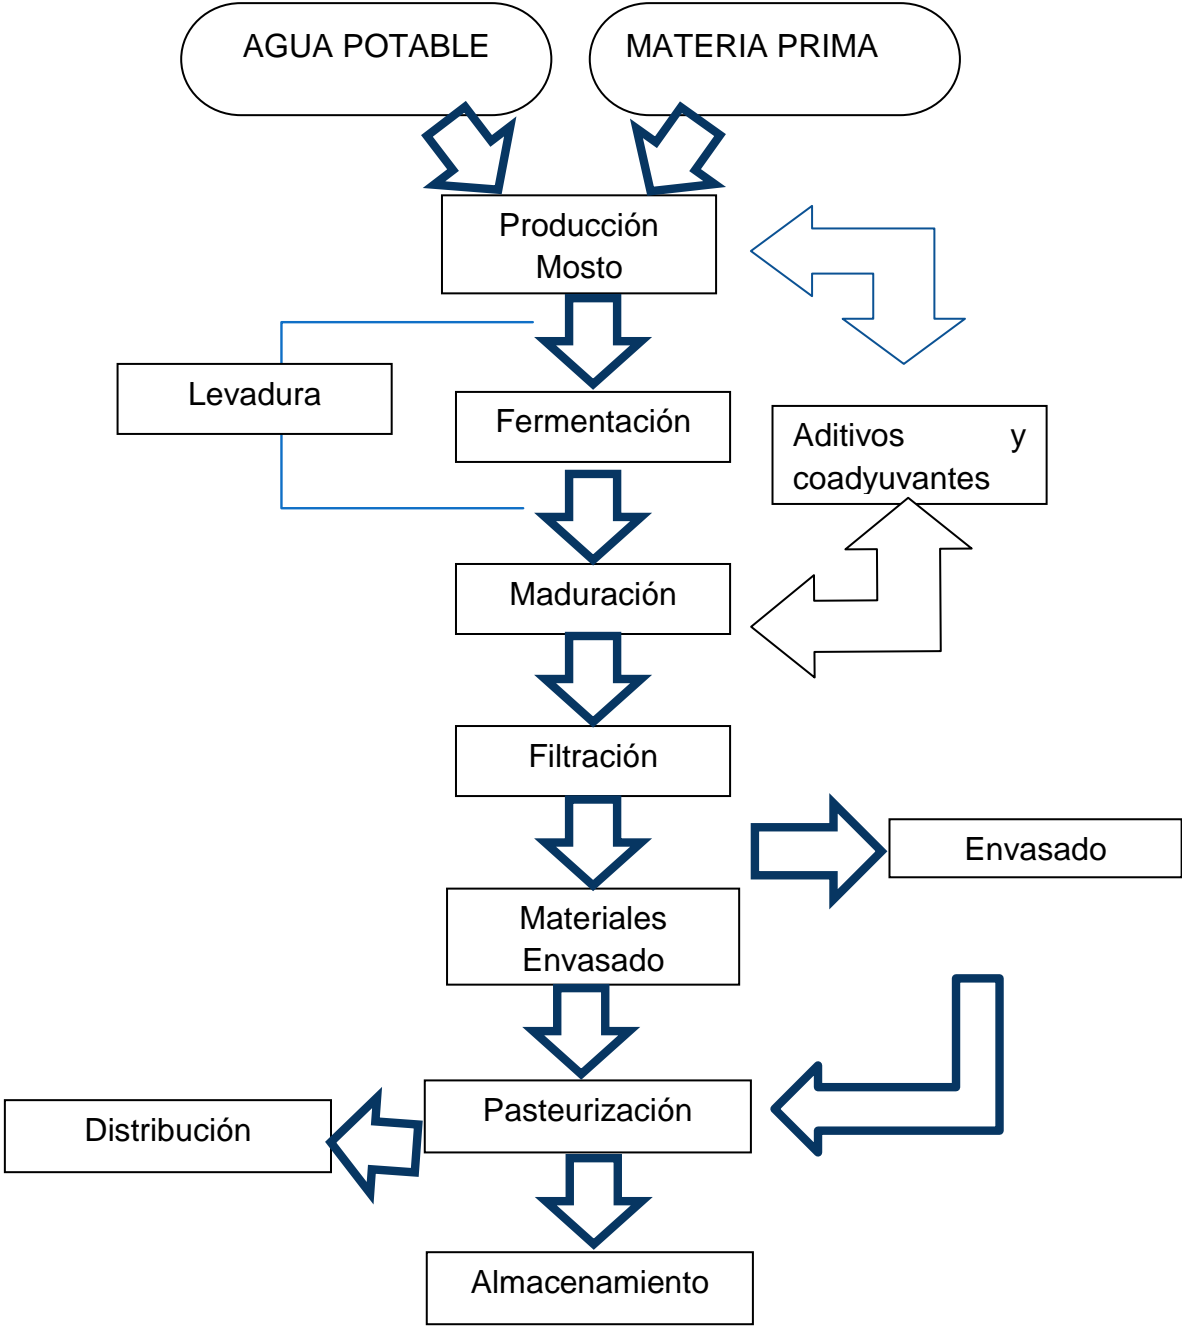 AGUA POTABLE
MATERIA PRIMA
Producción
Mosto
Levadura
Fermentación
Aditivos y
coadyuvantes
Maduración
Filtración
Envasado
Materiales
Envasado
Pasteurización
Distribución
Almacenamiento